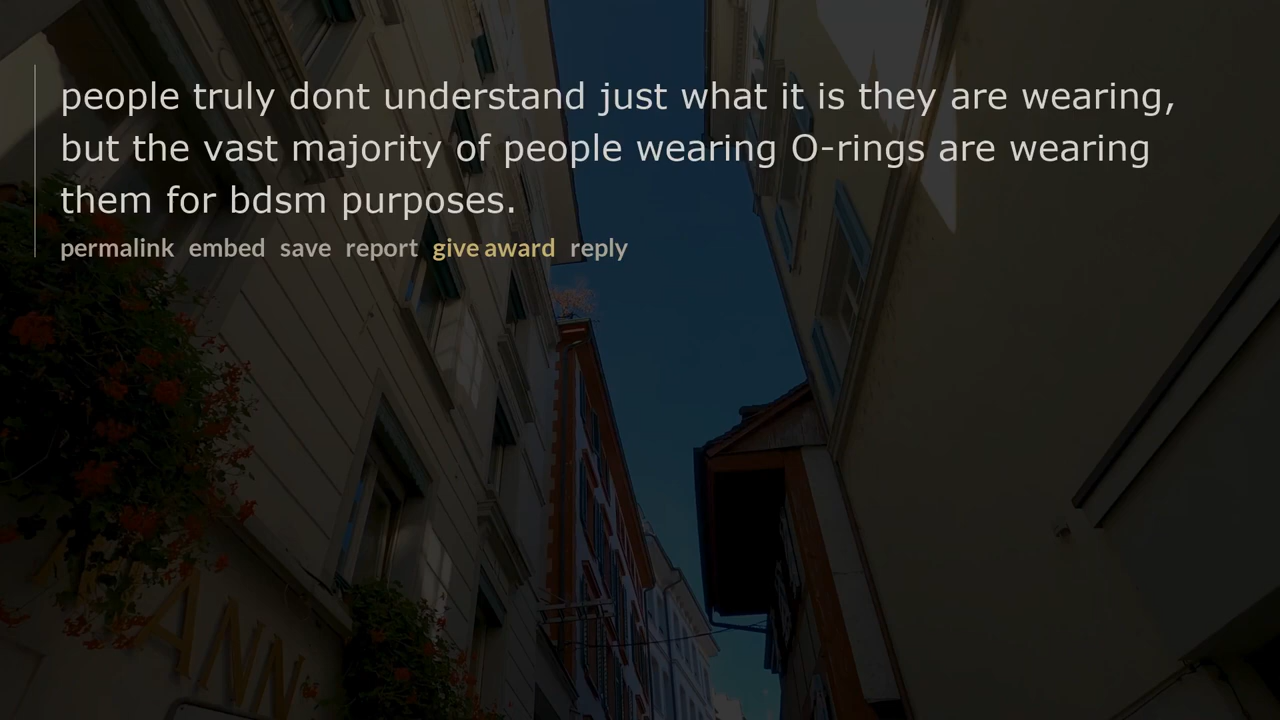 people truly dont understand just what it is they are wearing,
but the vast majority of people wearing O-rings are wearing
them for bdsm purposes.
permalink embed save report give award reply
ANN